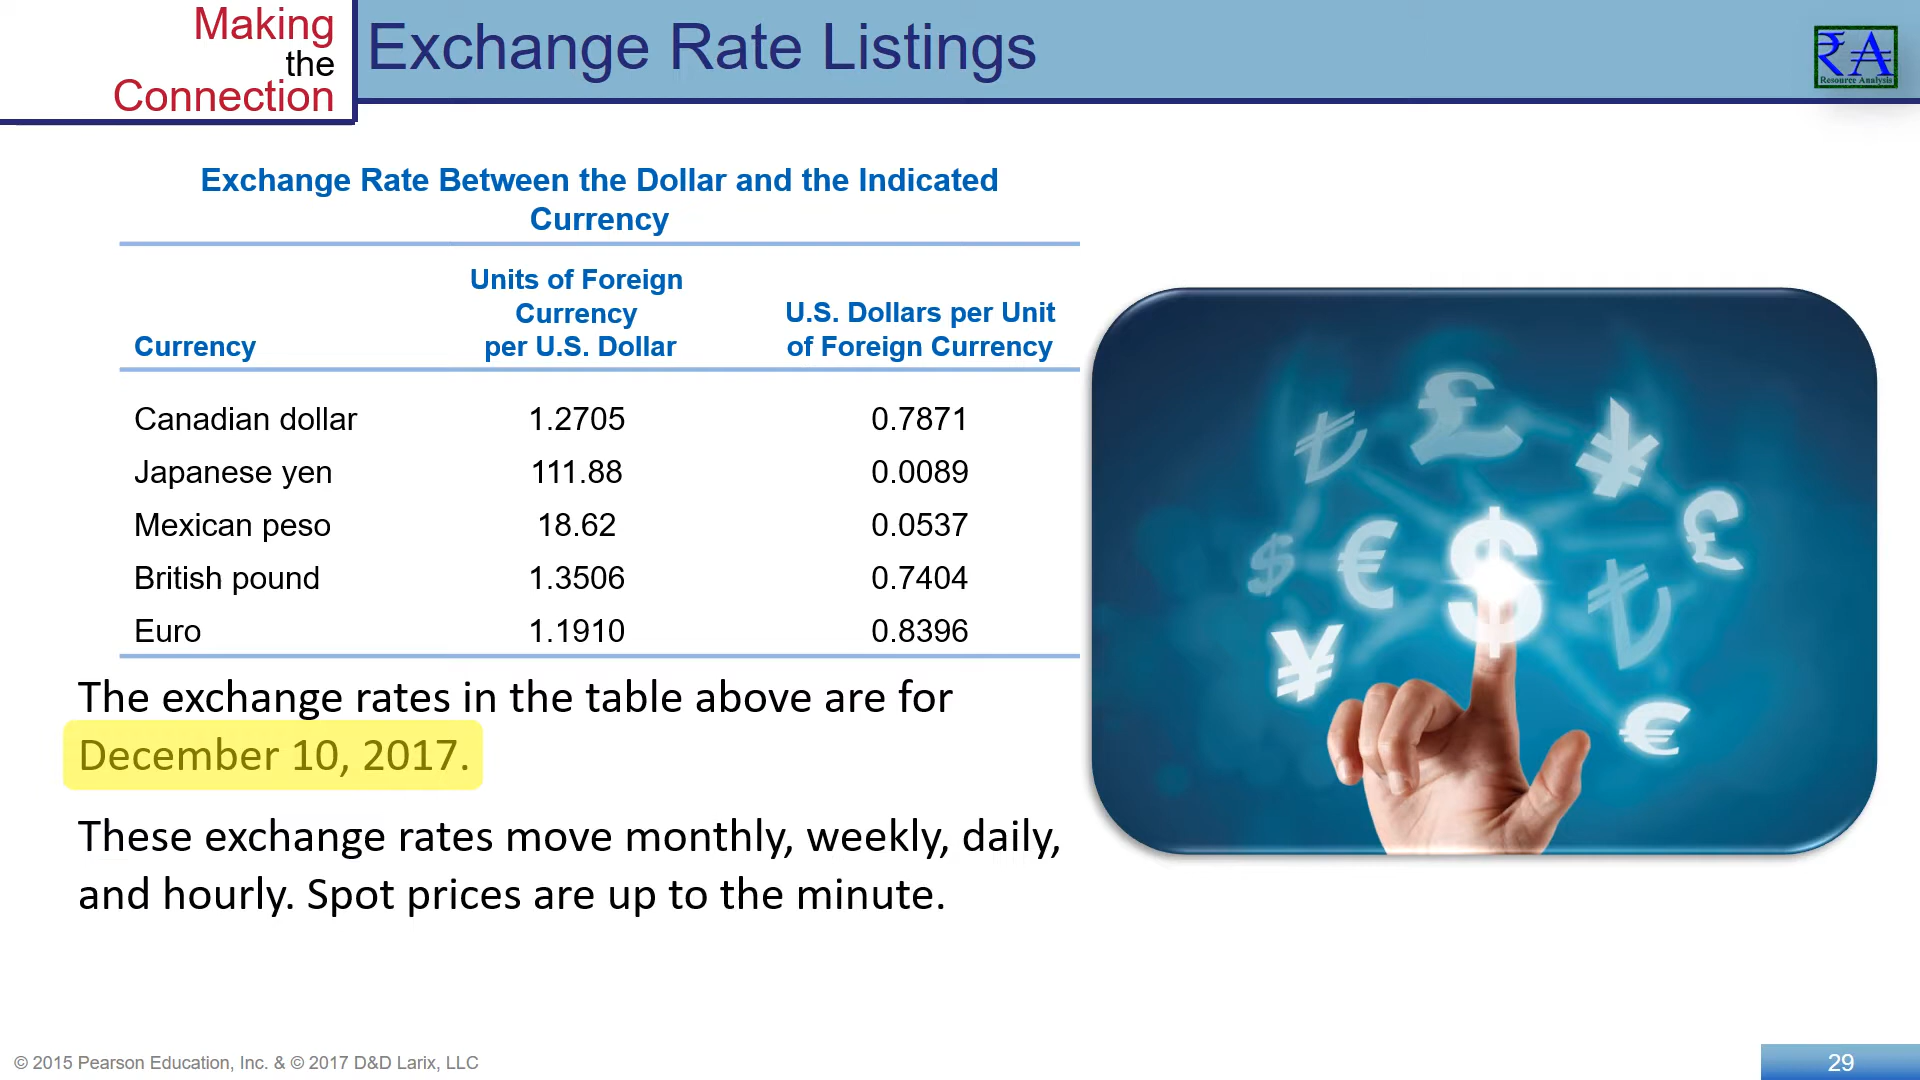 Making
the
Connection
Exchange Rate Listings
₹A
Resource Analysis
Exchange Rate Between the Dollar and the Indicated
Currency
Currency
Units of Foreign
Currency
per U.S. Dollar
U.S. Dollars per Unit
of Foreign Currency
Canadian dollar 1.2705 0.7871
Japanese yen 111.88 0.0089
Mexican peso 18.62 0.0537
British pound 1.3506 0.7404
Euro 1.1910 0.8396
The exchange rates in the table above are for
December 10, 2017.
These exchange rates move monthly, weekly, daily,
and hourly. Spot prices are up to the minute.
₺ £ ¥ £
$ € $ ₺
¥ €
© 2015 Pearson Education, Inc. & © 2017 D&D Larix, LLC
29